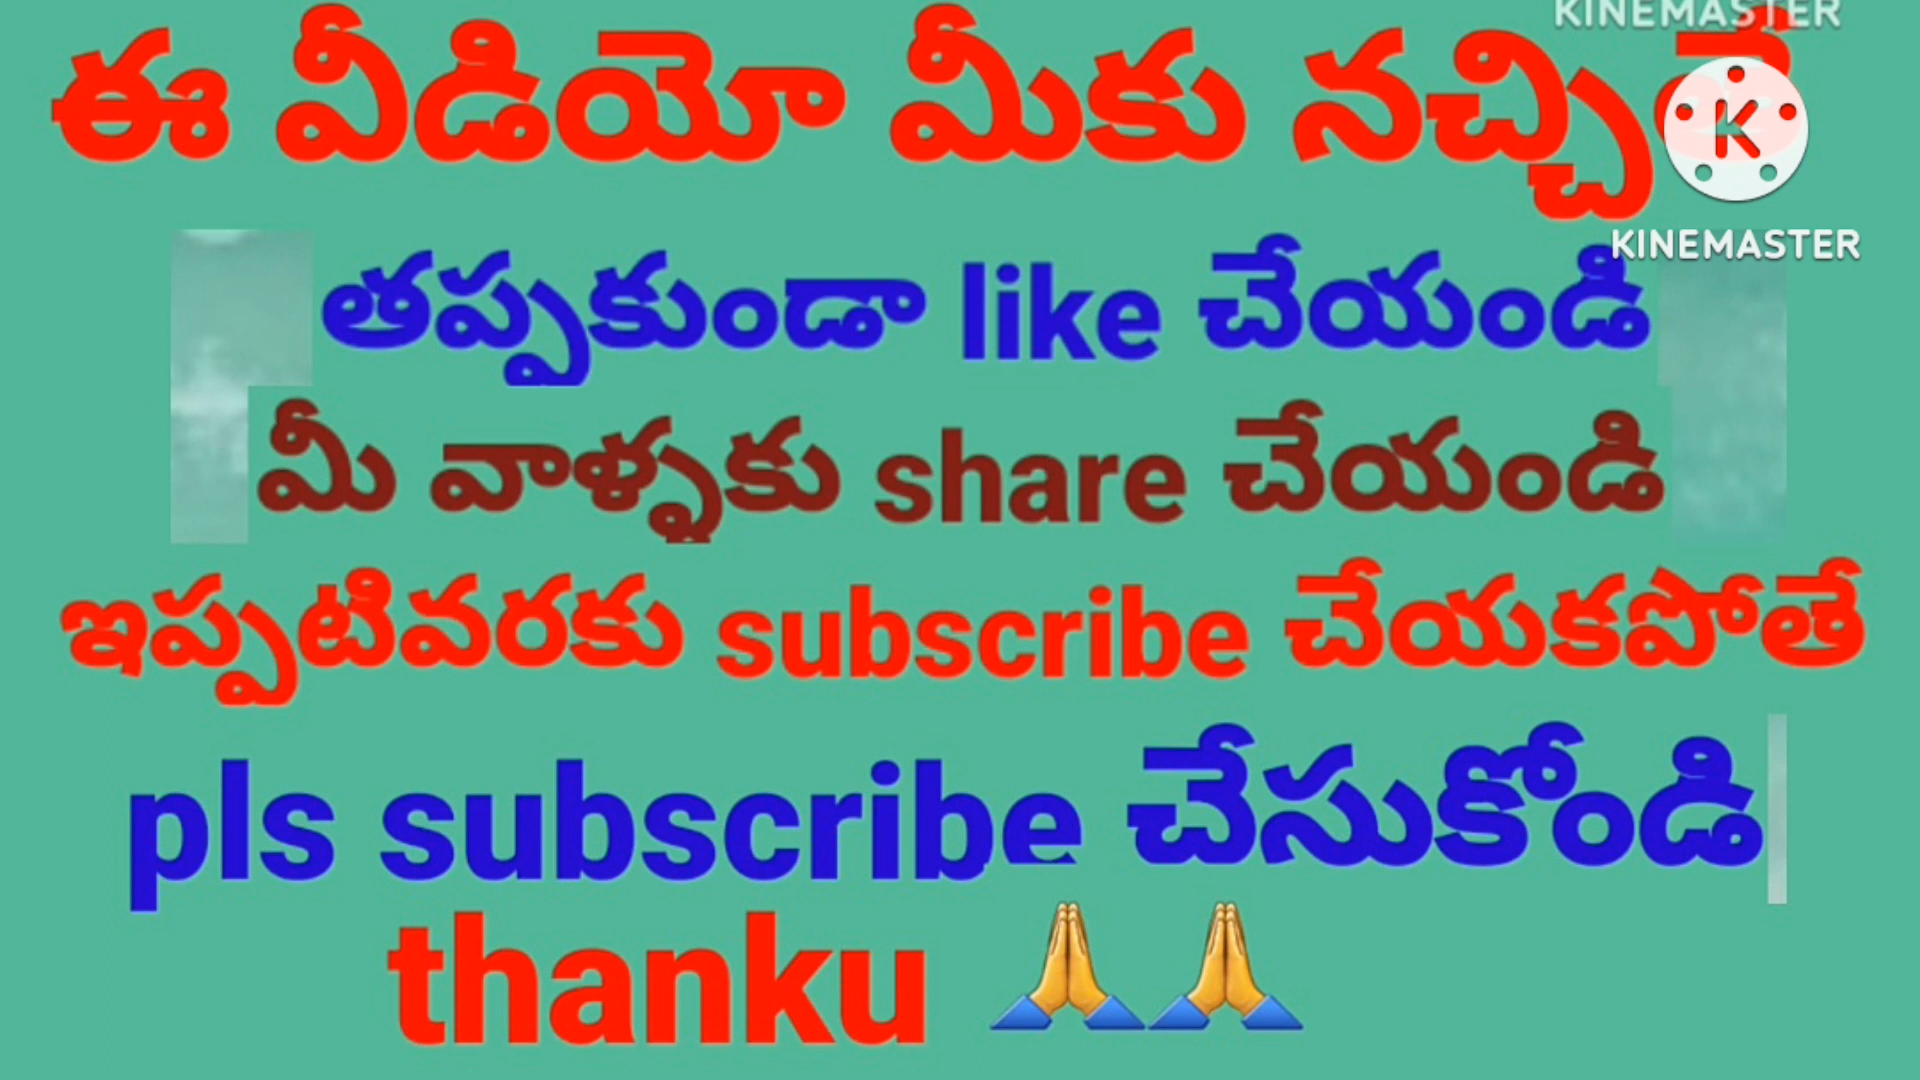 KINEMASTER
ఈ వీడియో మీకు నచ్చితే
K
KINEMASTER
తప్పకుండా like చేయండి
మీ వాళ్ళకు share చేయండి
ఇప్పటివరకు subscribe చేయకపోతే
pls subscribe చేసుకోండి
thanku 🙏🙏